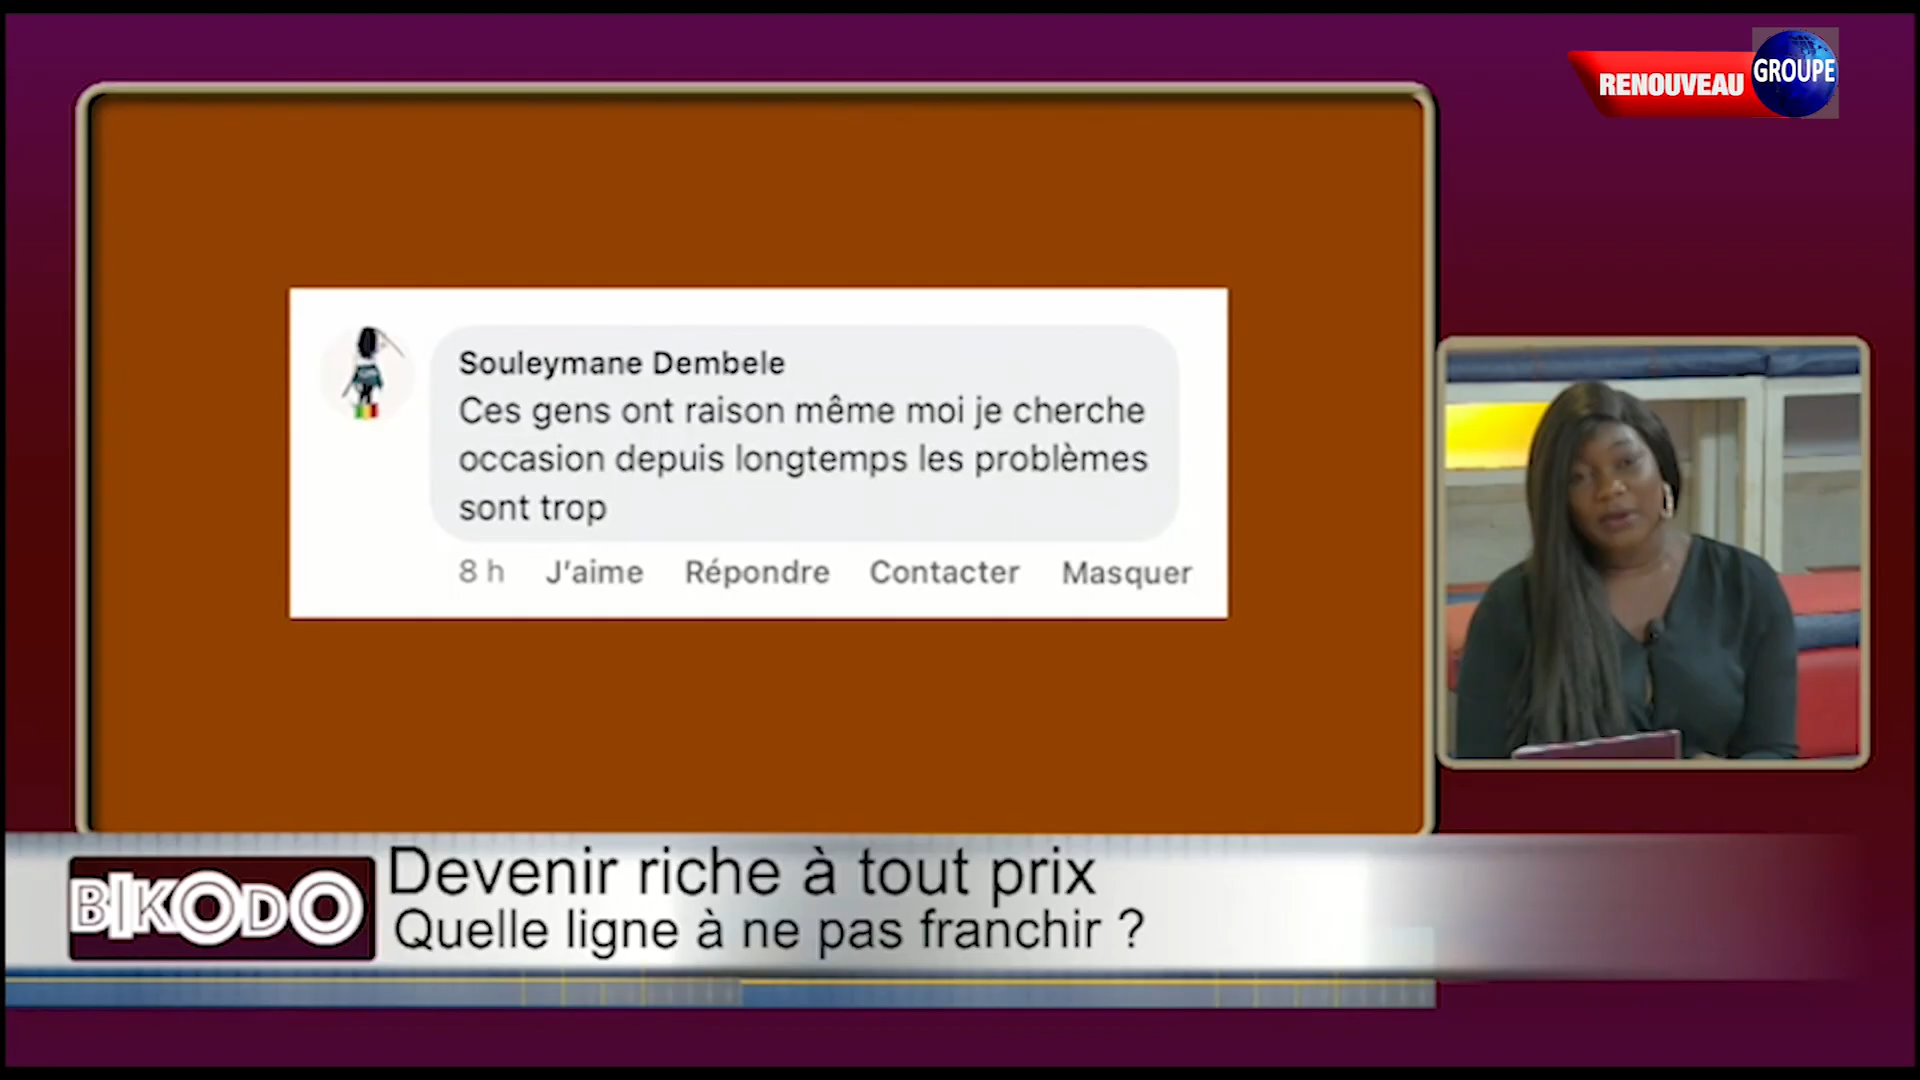 RENOUVEAU
GROUPE
Souleymane Dembele
Ces gens ont raison même moi je cherche
occasion depuis longtemps les problèmes
sont trop
8 h J'aime Répondre Contacter Masquer
BIKODO
Devenir riche à tout prix
Quelle ligne à ne pas franchir ?